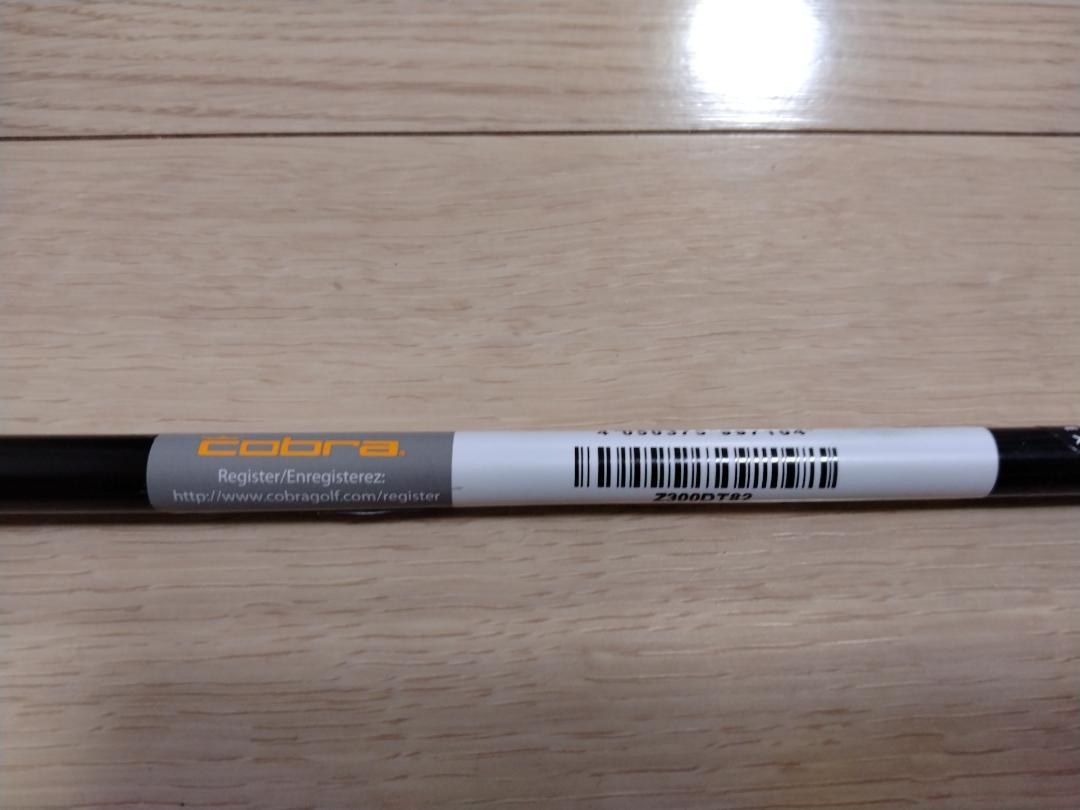 cobra®
Register/Enregisterez:
http://www.cobragolf.com/register
Z300DT82